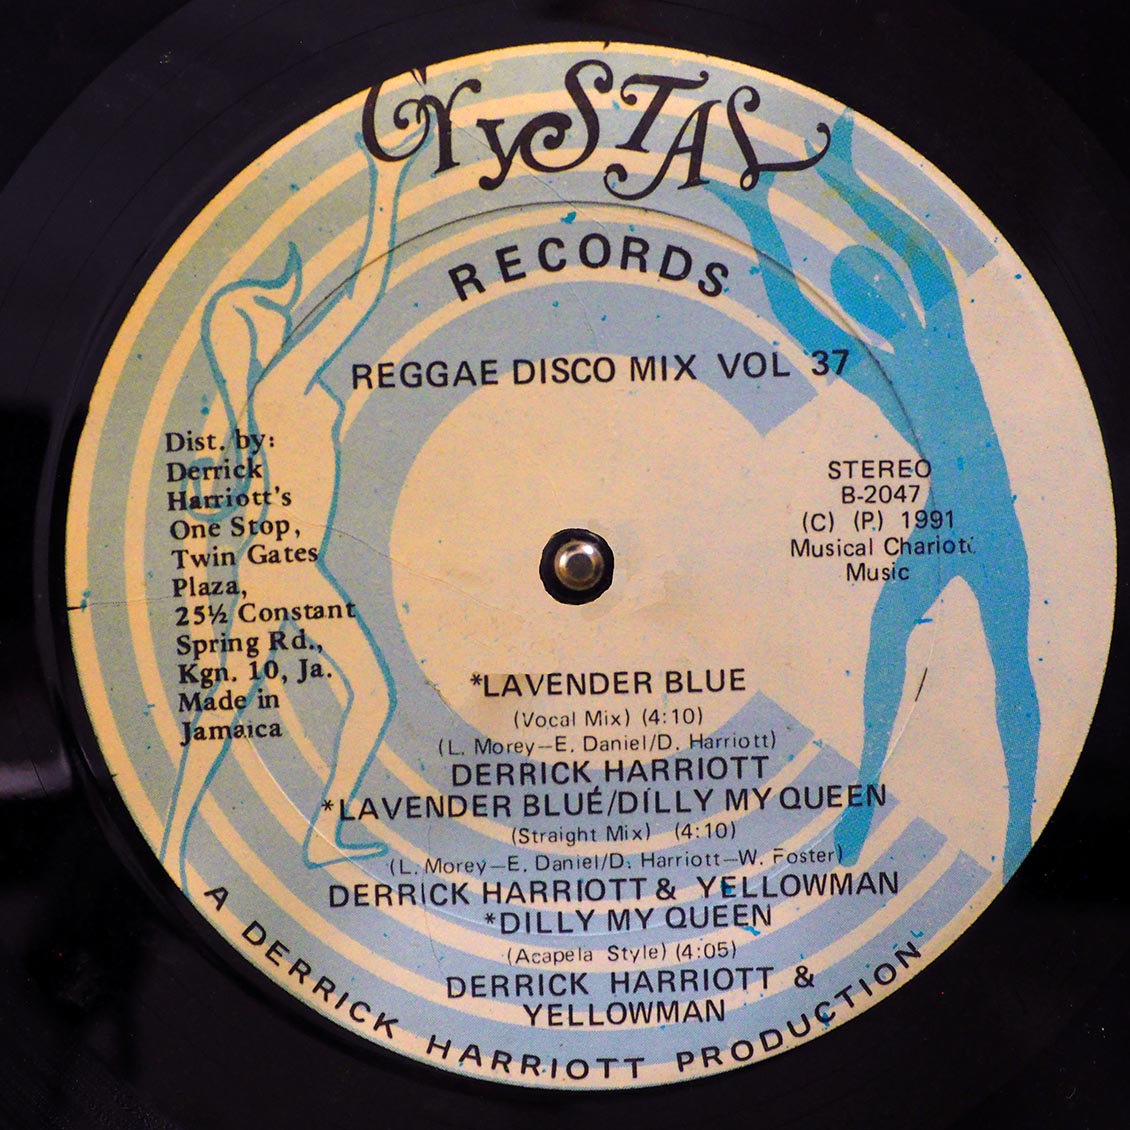 CRYSTAL
RECORDS
REGGAE DISCO MIX VOL 37
Dist. by:
Derrick
Harriott's
One Stop,
Twin Gates
Plaza,
25½ Constant
Spring Rd.,
Kgn. 10, Ja.
Made in
Jamaica
STEREO
B-2047
(C) (P.) 1991
Musical Chariot
Music
*LAVENDER BLUE
(Vocal Mix) (4:10)
(L. Morey–E. Daniel/D. Harriott)
DERRICK HARRIOTT
*LAVENDER BLUE/DILLY MY QUEEN
(Straight Mix) (4:10)
(L. Morey–E. Daniel/D. Harriott–W. Foster)
DERRICK HARRIOTT & YELLOWMAN
*DILLY MY QUEEN
(Acapela Style) (4:05)
DERRICK HARRIOTT &
YELLOWMAN
A DERRICK HARRIOTT PRODUCTION